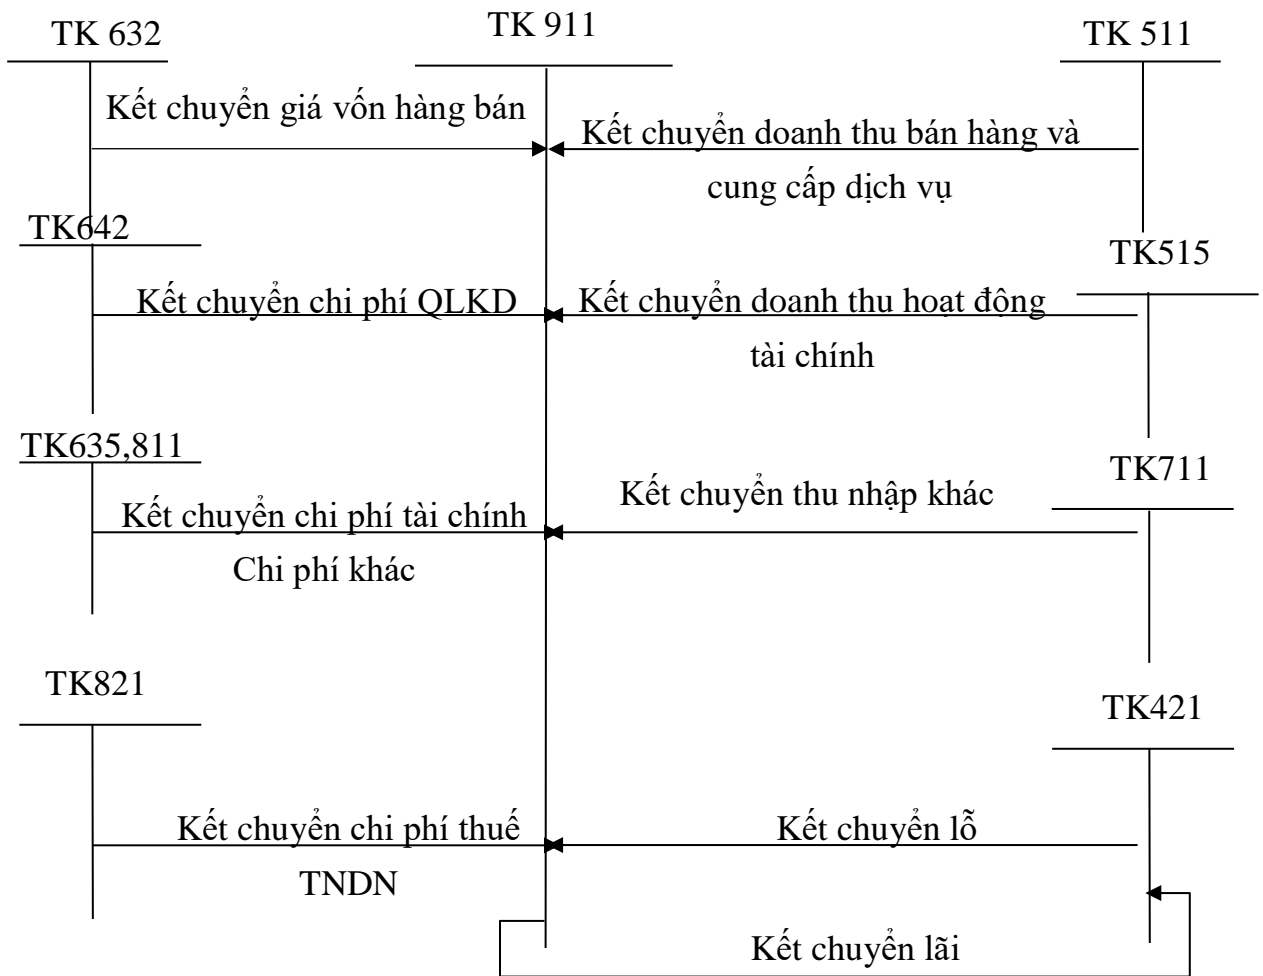 TK 632
TK 911
TK 511
Kết chuyển giá vốn hàng bán
Kết chuyển doanh thu bán hàng và
cung cấp dịch vụ
TK642
TK515
Kết chuyển chi phí QLKD
Kết chuyển doanh thu hoạt động
tài chính
TK635,811
TK711
Kết chuyển chi phí tài chính
Chi phí khác
Kết chuyển thu nhập khác
TK821
TK421
Kết chuyển chi phí thuế
TNDN
Kết chuyển lỗ
Kết chuyển lãi